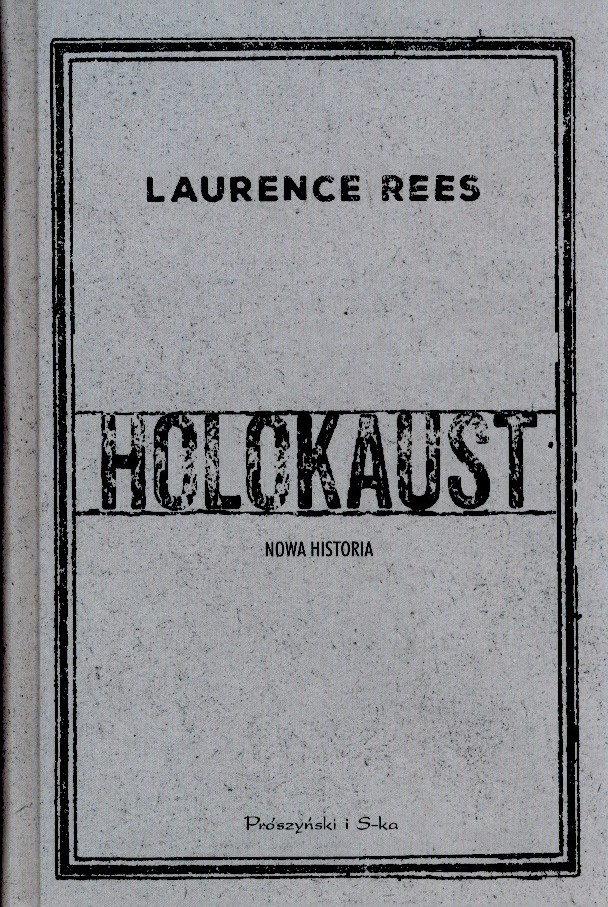 LAURENCE REES
HOLOKAUST
NOWA HISTORIA
Prószyński i S-ka